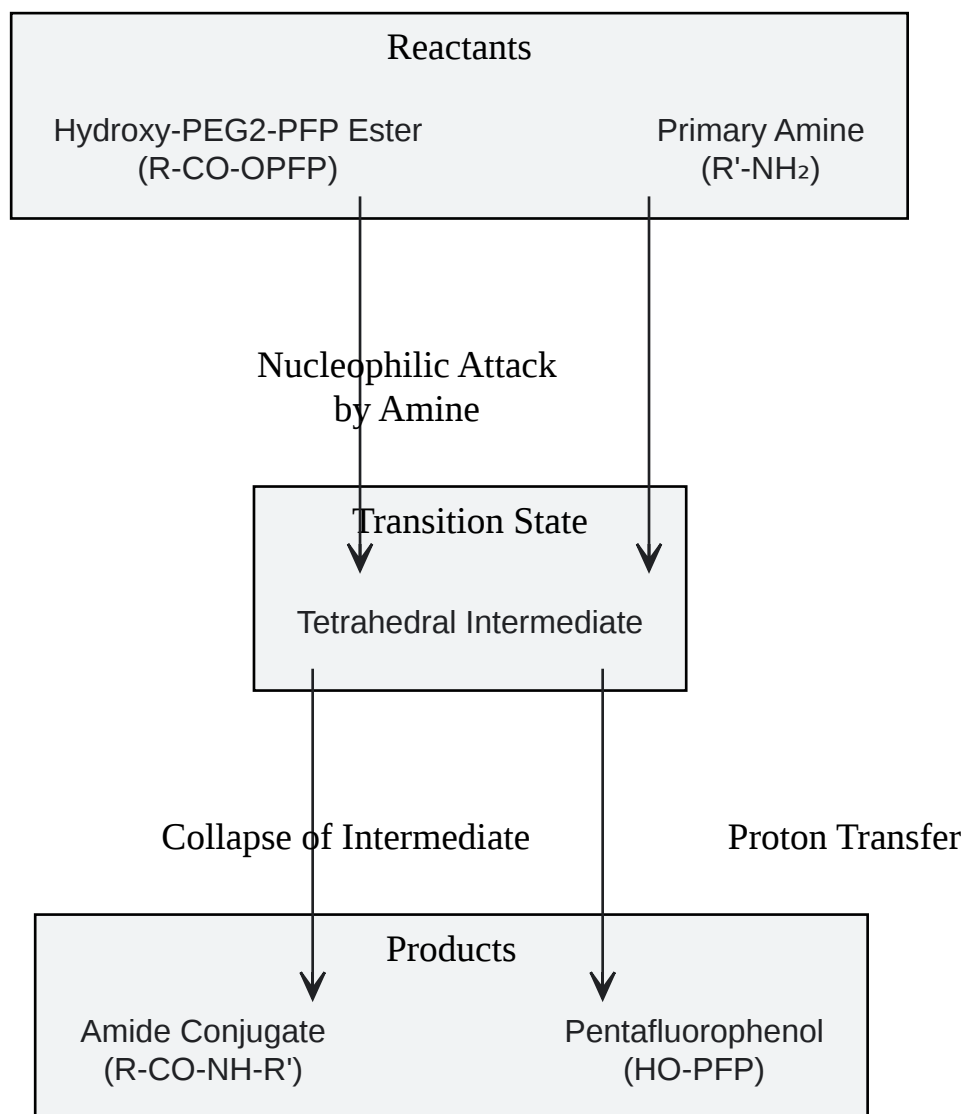 Reactants
Hydroxy-PEG2-PFP Ester
(R-CO-OPFP)
Primary Amine
(R'-NH₂)
Nucleophilic Attack
by Amine
Transition State
Tetrahedral Intermediate
Collapse of Intermediate
Proton Transfer
Products
Amide Conjugate
(R-CO-NH-R')
Pentafluorophenol
(HO-PFP)